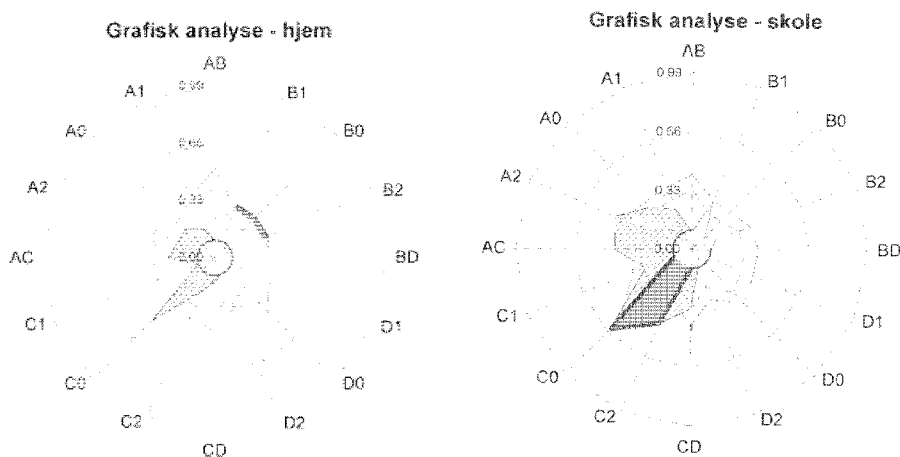 Grafisk analyse - hjem
AB
A1
0.99
B1
A0
0.66
B0
A2
0.33
B2
AC
0.00
BD
C1
D1
C0
D0
C2
D2
CD
Grafisk analyse - skole
AB
A1
0.99
B1
A0
0.66
B0
A2
0.33
B2
AC
0.00
BD
C1
D1
C0
D0
C2
D2
CD